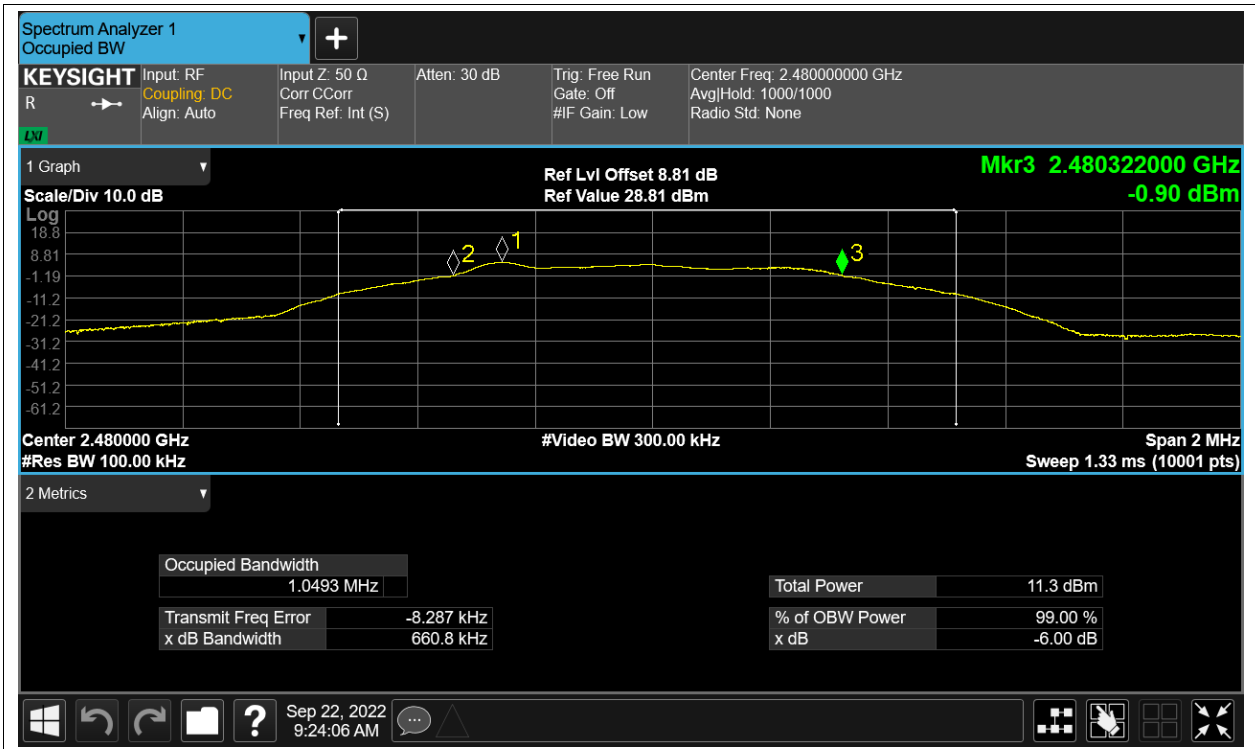 Spectrum Analyzer 1
Occupied BW
KEYSIGHT
R
LXI
Input: RF
Coupling: DC
Align: Auto
Input Z: 50 Ω
Corr CCorr
Freq Ref: Int (S)
Atten: 30 dB
Trig: Free Run
Gate: Off
#IF Gain: Low
Center Freq: 2.480000000 GHz
Avg|Hold: 1000/1000
Radio Std: None
1 Graph
Scale/Div 10.0 dB
Ref Lvl Offset 8.81 dB
Ref Value 28.81 dBm
Mkr3 2.480322000 GHz
-0.90 dBm
Log
18.8
8.81
-1.19
-11.2
-21.2
-31.2
-41.2
-51.2
-61.2
2
1
3
Center 2.480000 GHz
#Res BW 100.00 kHz
#Video BW 300.00 kHz
Span 2 MHz
Sweep 1.33 ms (10001 pts)
2 Metrics
Occupied Bandwidth
1.0493 MHz
Transmit Freq Error -8.287 kHz
x dB Bandwidth 660.8 kHz
Total Power 11.3 dBm
% of OBW Power 99.00 %
x dB -6.00 dB
?
Sep 22, 2022
9:24:06 AM